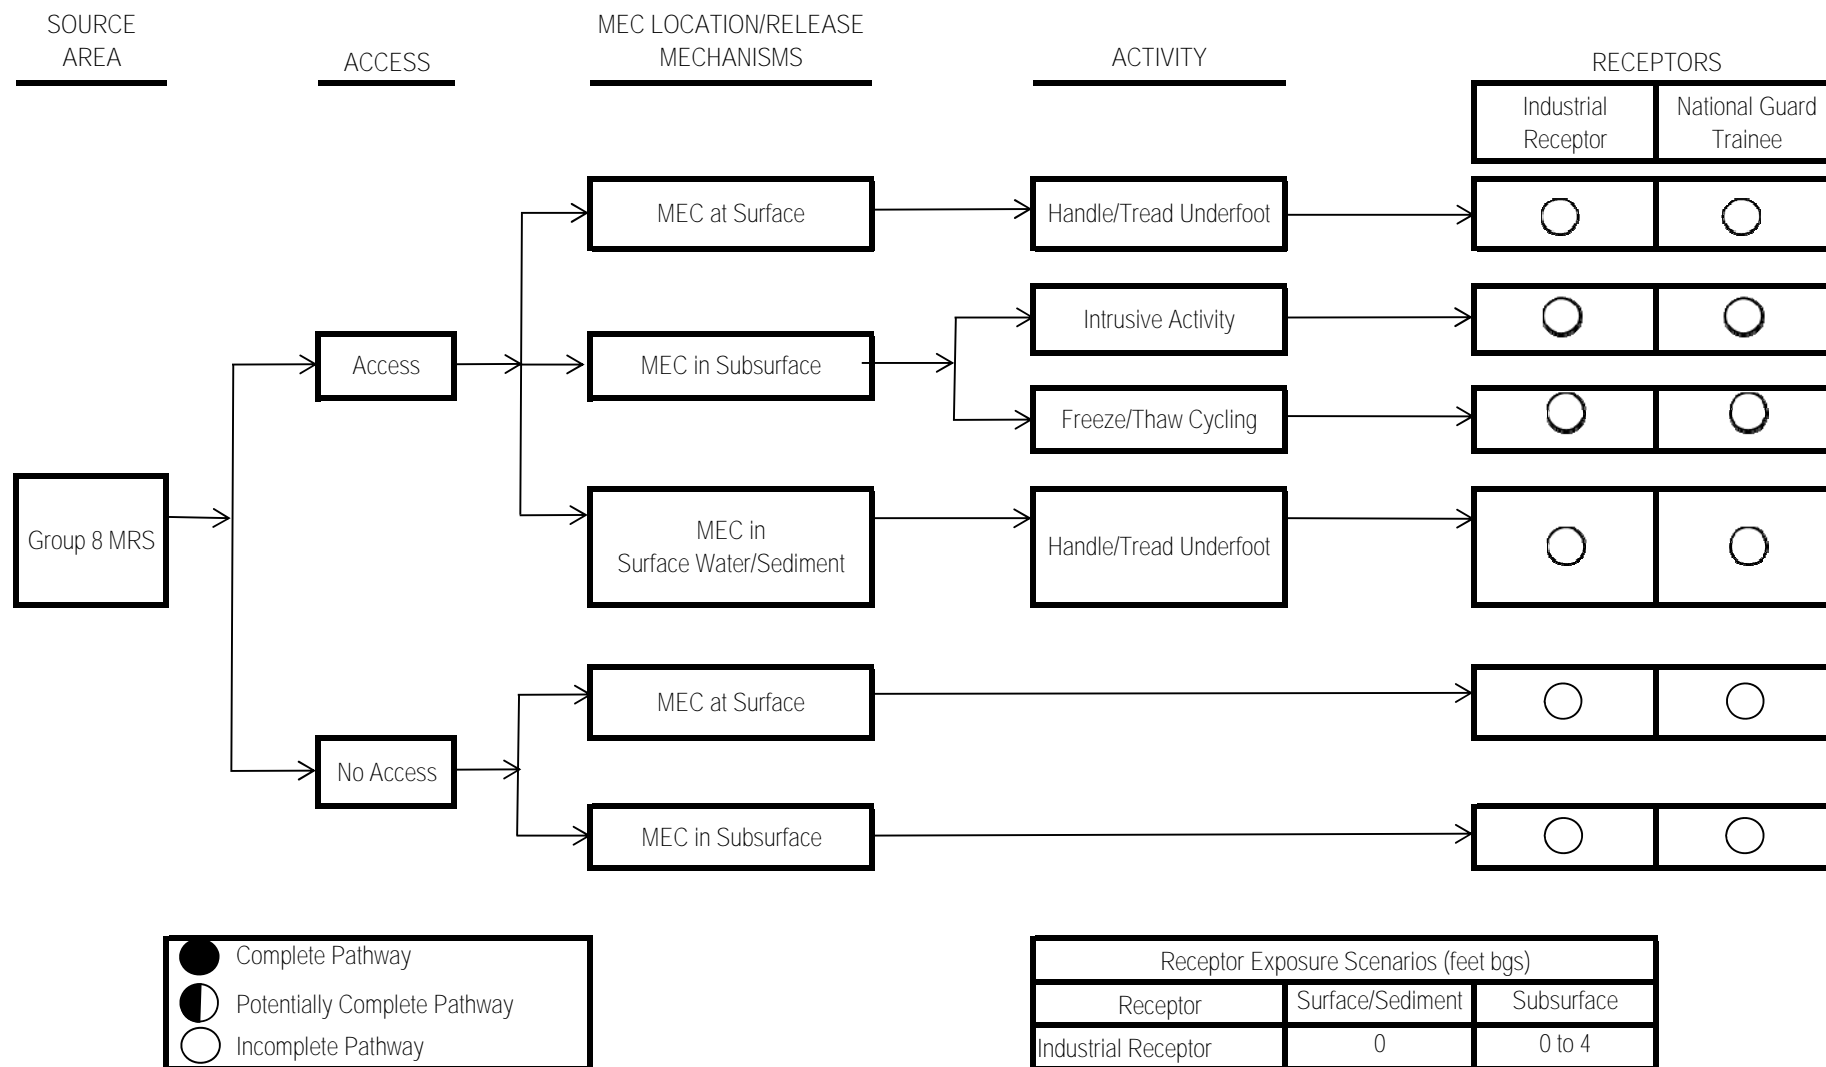 SOURCE
AREA
ACCESS
MEC LOCATION/RELEASE
MECHANISMS
ACTIVITY
RECEPTORS
Industrial
Receptor
National Guard
Trainee
MEC at Surface
Handle/Tread Underfoot
Intrusive Activity
Access
MEC in Subsurface
Freeze/Thaw Cycling
Group 8 MRS
MEC in
Surface Water/Sediment
Handle/Tread Underfoot
MEC at Surface
No Access
MEC in Subsurface
Complete Pathway
Potentially Complete Pathway
Incomplete Pathway
Receptor Exposure Scenarios (feet bgs)
Receptor Surface/Sediment Subsurface
Industrial Receptor 0 0 to 4